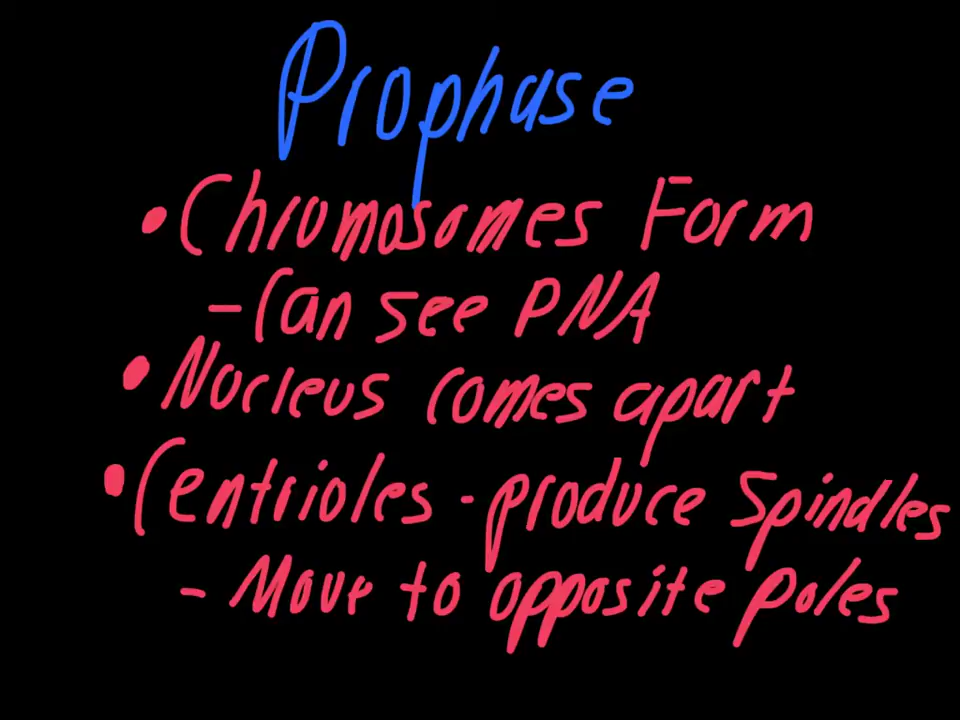 Prophase
• Chromosomes Form
- Can see DNA
• Nucleus comes apart
• Centrioles - produce Spindles
- Move to opposite poles